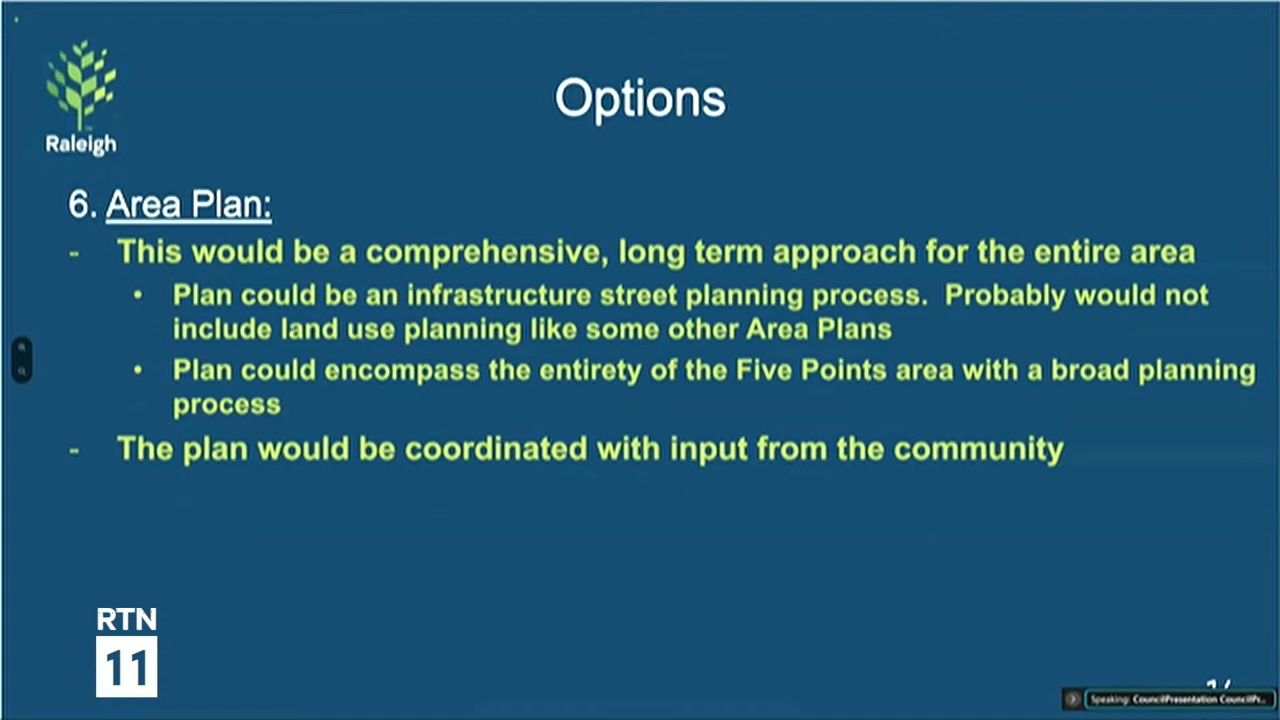 Raleigh
Options
6. Area Plan:
- This would be a comprehensive, long term approach for the entire area
• Plan could be an infrastructure street planning process. Probably would not
include land use planning like some other Area Plans
• Plan could encompass the entirety of the Five Points area with a broad planning
process
- The plan would be coordinated with input from the community
RTN
11
Speaking: CouncilPresentation CouncilPr...